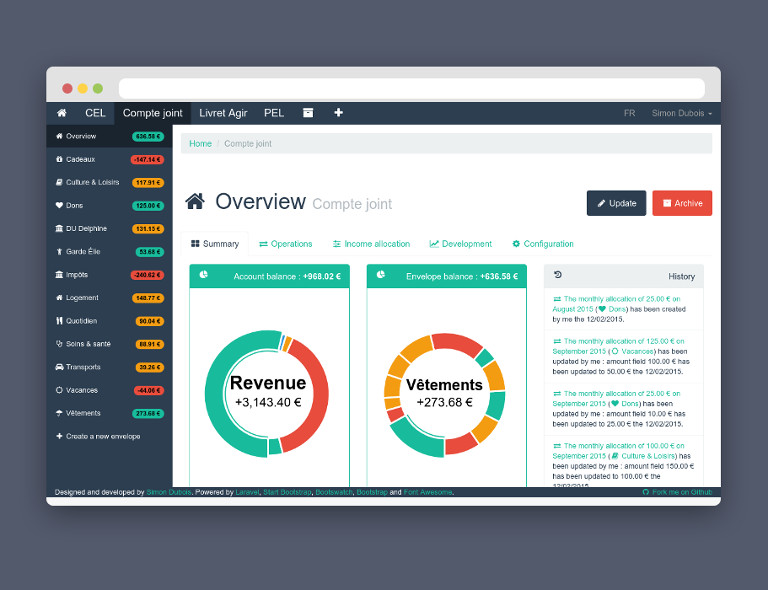 CEL Compte joint Livret Agir PEL FR Simon Dubois
Overview 636.58 €
Cadeaux -147.14 €
Culture & Loisirs 117.91 €
Dons 125.00 €
DU Delphine 131.15 €
Garde Élie 53.68 €
Impôts -340.62 €
Logement 148.77 €
Quotidien 90.04 €
Soins & santé 88.91 €
Transports 39.26 €
Vacances -44.06 €
Vêtements 273.68 €
Create a new envelope
Home / Compte joint
Overview Compte joint
Update
Archive
Summary Operations Income allocation Development Configuration
Account balance : +968.02 €
Revenue
+3,143.40 €
Envelope balance : +636.58 €
Vêtements
+273.68 €
History
The monthly allocation of 25.00 € on
August 2015 ( Dons) has been created
by me the 12/02/2015.
The monthly allocation of 125.00 € on
September 2015 ( Vacances) has been
updated by me : amount field 100.00 €
has been updated to 50.00 € the 12/02/2015.
The monthly allocation of 25.00 € on
September 2015 ( Dons) has been
updated by me : amount field 10.00 € has
been updated to 25.00 € the 12/02/2015.
The monthly allocation of 100.00 € on
September 2015 ( Culture & Loisirs) has
been updated by me : amount field 150.00 €
has been updated to 100.00 € the
12/02/2015.
Designed and developed by Simon Dubois. Powered by Laravel, Start Bootstrap, Bootswatch, Bootstrap and Font Awesome.
Fork me on Github